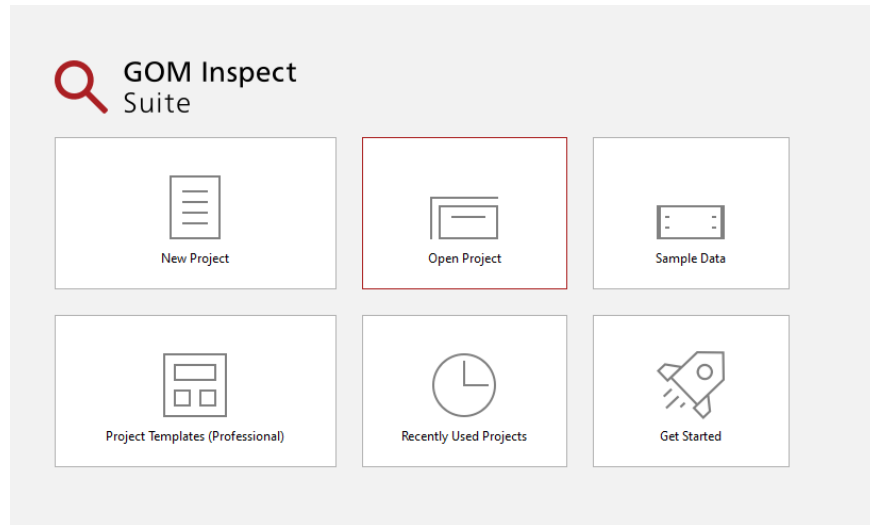 GOM Inspect
Suite
New Project
Open Project
Sample Data
Project Templates (Professional)
Recently Used Projects
Get Started